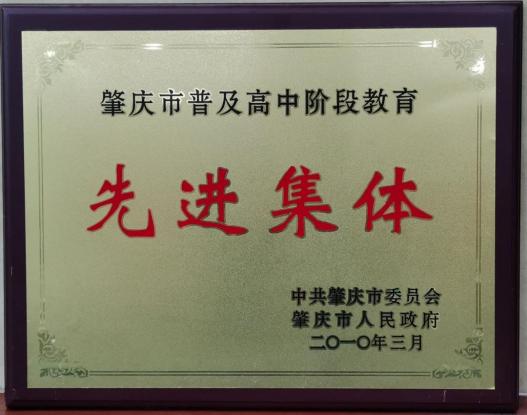 肇庆市普及高中阶段教育
先进集体
中共肇庆市委员会
肇庆市人民政府
二〇一〇年三月